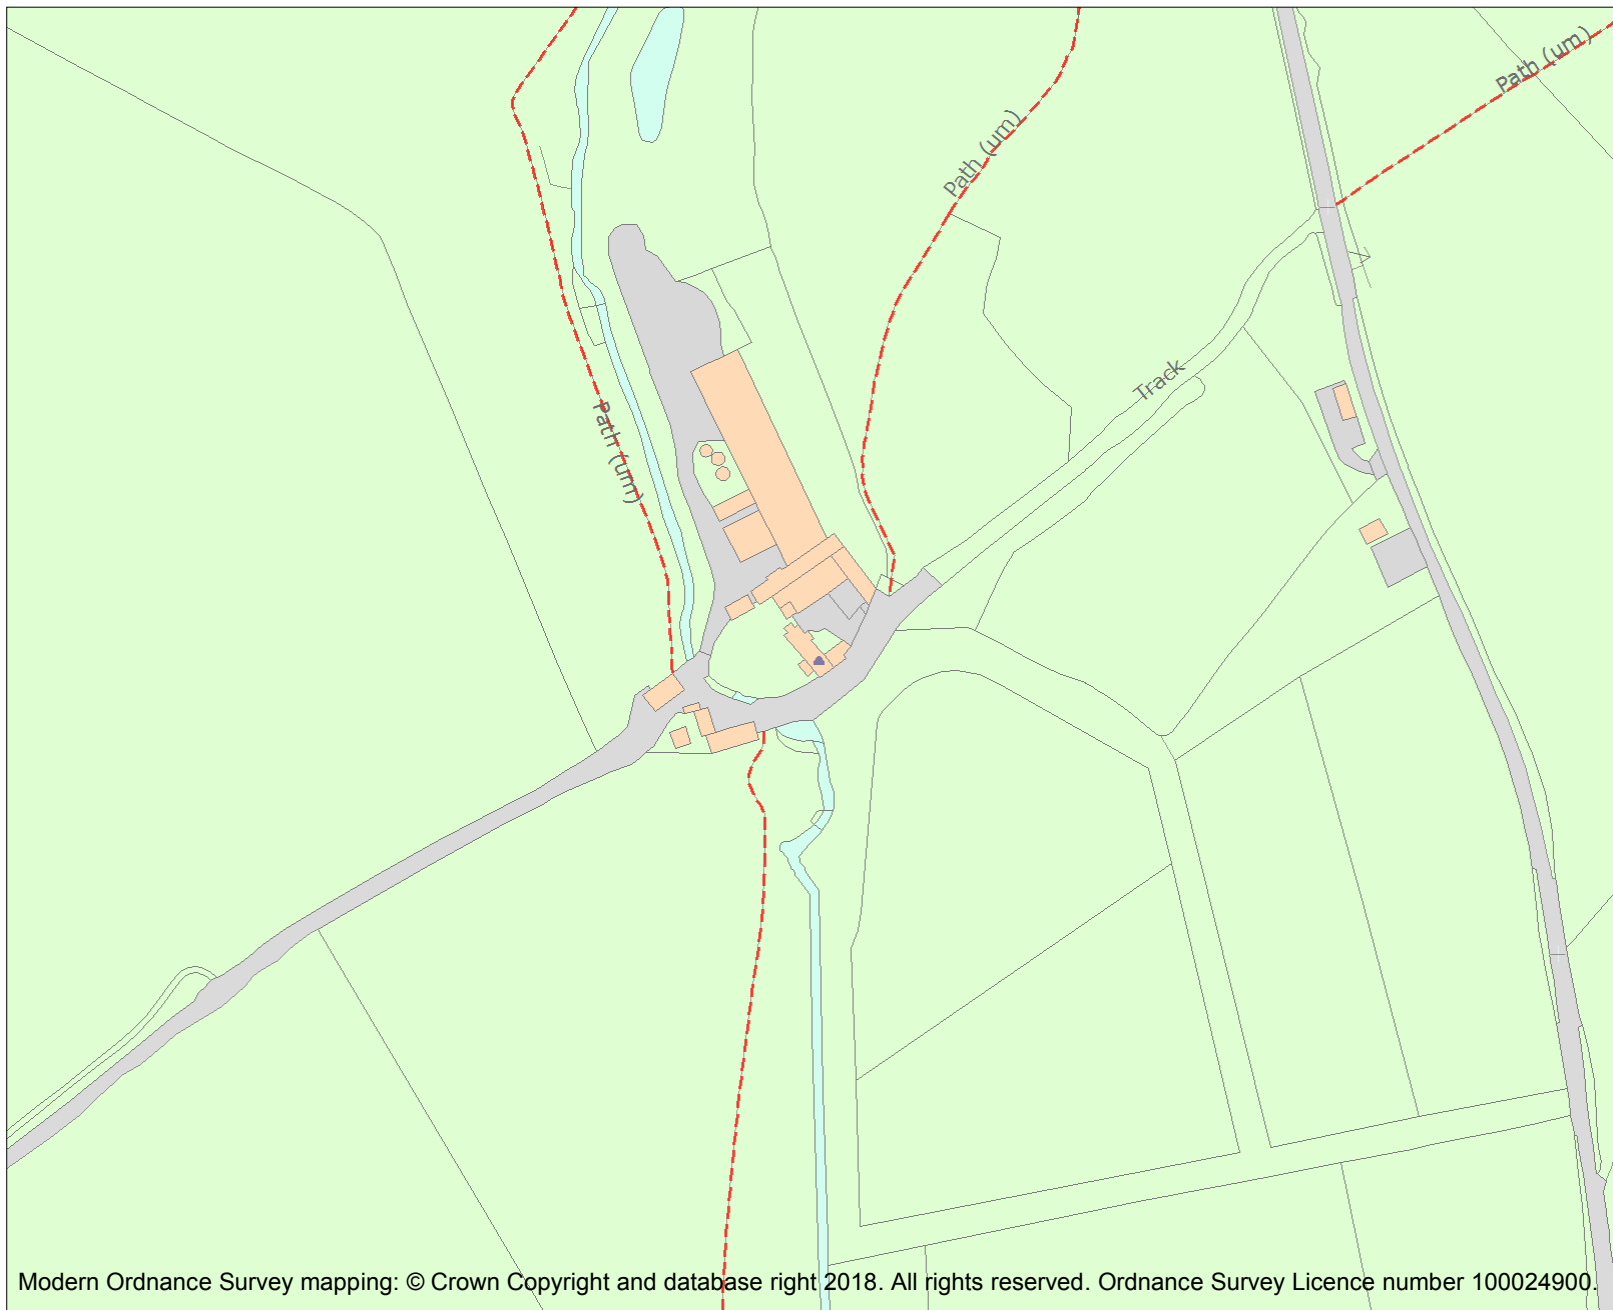 Path (um)
Path (um)
Track
Path (um)
Modern Ordnance Survey mapping: © Crown Copyright and database right 2018. All rights reserved. Ordnance Survey Licence number 100024900.